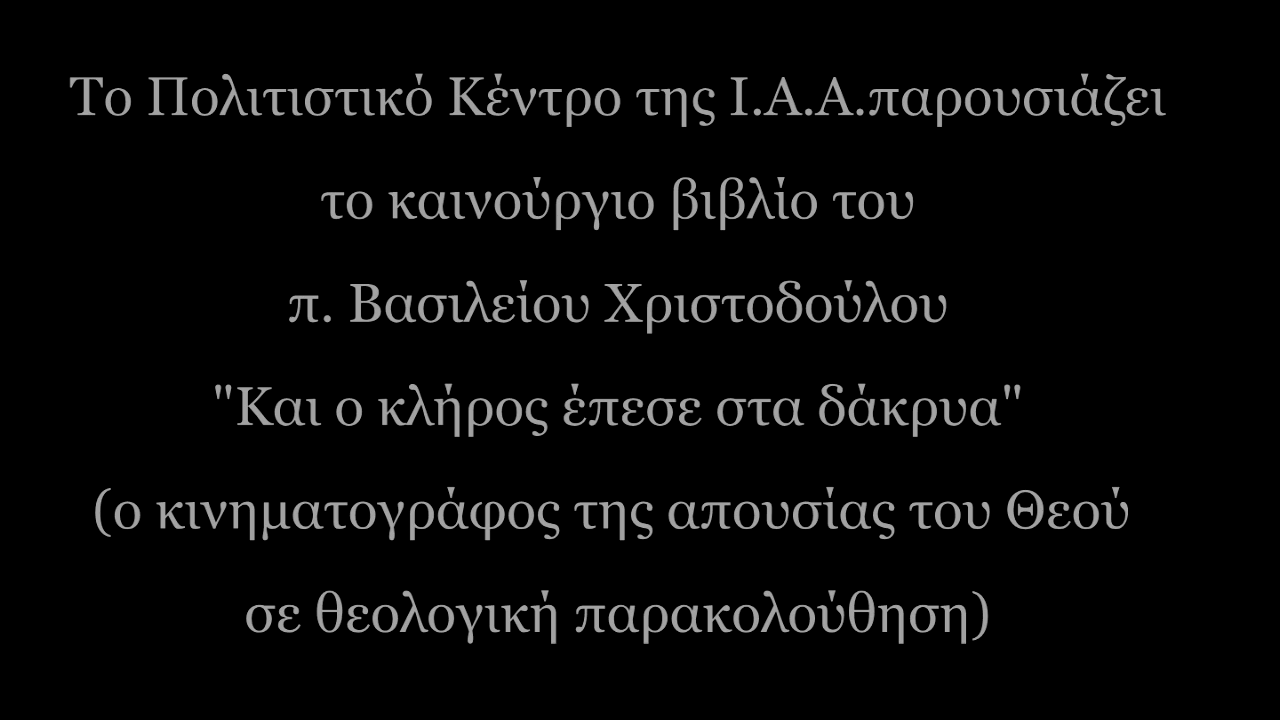 Το Πολιτιστικό Κέντρο της Ι.Α.Α.παρουσιάζει
το καινούργιο βιβλίο του
π. Βασιλείου Χριστοδούλου
"Και ο κλήρος έπεσε στα δάκρυα"
(ο κινηματογράφος της απουσίας του Θεού
σε θεολογική παρακολούθηση)